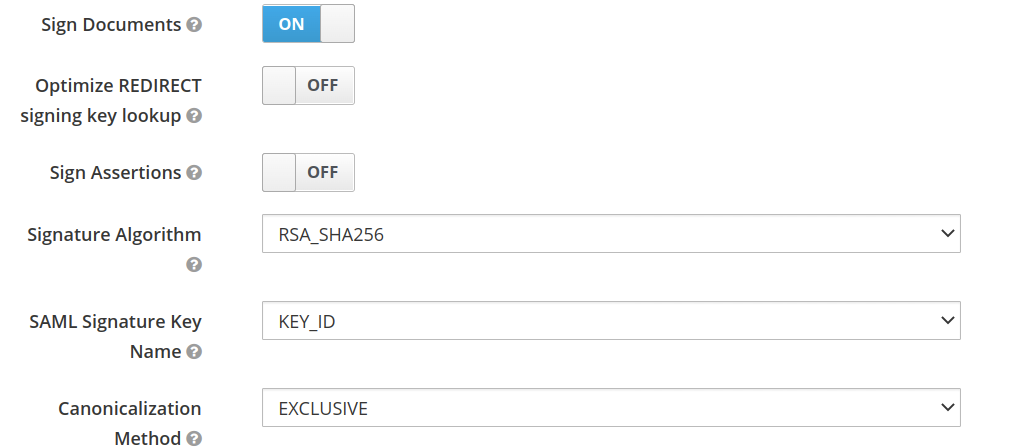 Sign Documents ON
Optimize REDIRECT
signing key lookup OFF
Sign Assertions OFF
Signature Algorithm RSA_SHA256
SAML Signature Key
Name KEY_ID
Canonicalization
Method EXCLUSIVE